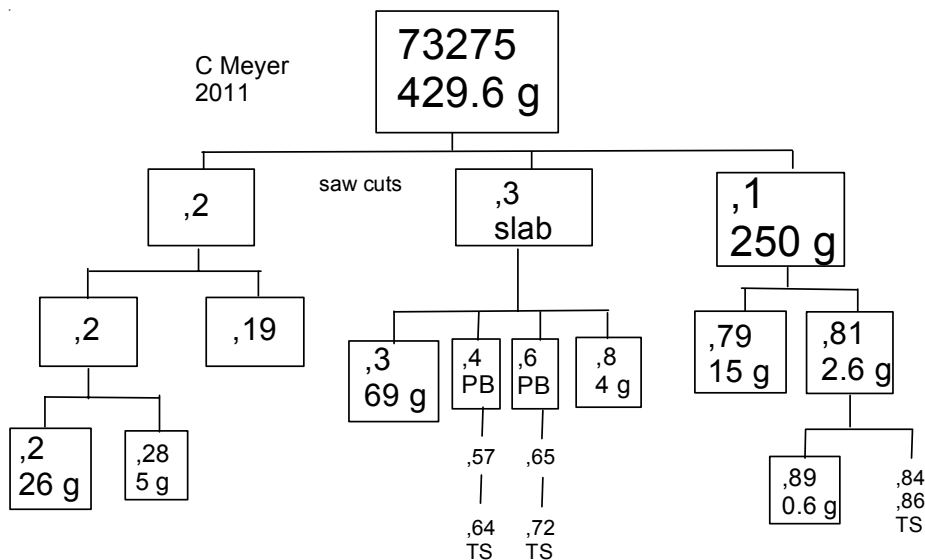 73275
429.6 g
C Meyer
2011
saw cuts
,2
,3
slab
,1
250 g
,2
,19
,3
69 g
,4
PB
,6
PB
,8
4 g
,79
15 g
,81
2.6 g
,2
26 g
,28
5 g
,57
,65
,64
TS
,72
TS
,89
0.6 g
,84
,86
TS